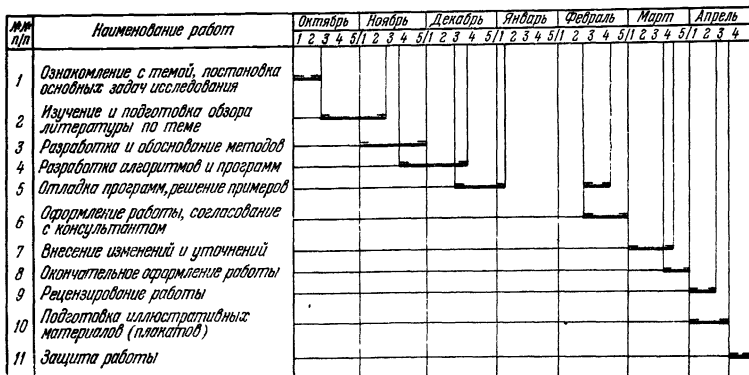 №№ п/п Наименование работ Октябрь Ноябрь Декабрь Январь Февраль Март Апрель
1 2 3 4 5/1 2 3 4 5/1 2 3 4 5/1 2 3 4 5/1 2 3 4 5/1 2 3 4 5/1 2 3 4
1 Ознакомление с темой, постановка
основных задач исследования
2 Изучение и подготовка обзора
литературы по теме
3 Разработка и обоснование методов
4 Разработка алгоритмов и программ
5 Отладка программ, решение примеров
6 Оформление работы, согласование
с консультантом
7 Внесение изменений и уточнений
8 Окончательное оформление работы
9 Рецензирование работы
10 Подготовка иллюстративных
материалов (плакатов)
11 Защита работы